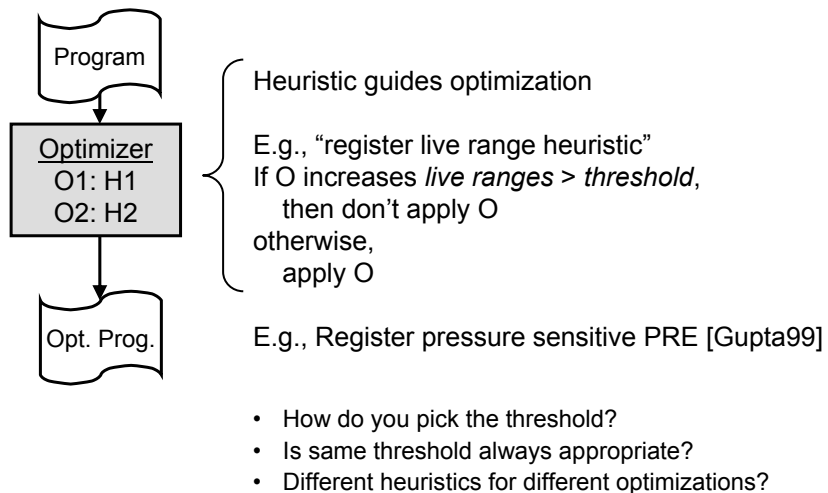 Program
Optimizer
O1: H1
O2: H2
Opt. Prog.
Heuristic guides optimization
E.g., “register live range heuristic”
If O increases live ranges > threshold,
then don’t apply O
otherwise,
apply O
E.g., Register pressure sensitive PRE [Gupta99]
• How do you pick the threshold?
• Is same threshold always appropriate?
• Different heuristics for different optimizations?